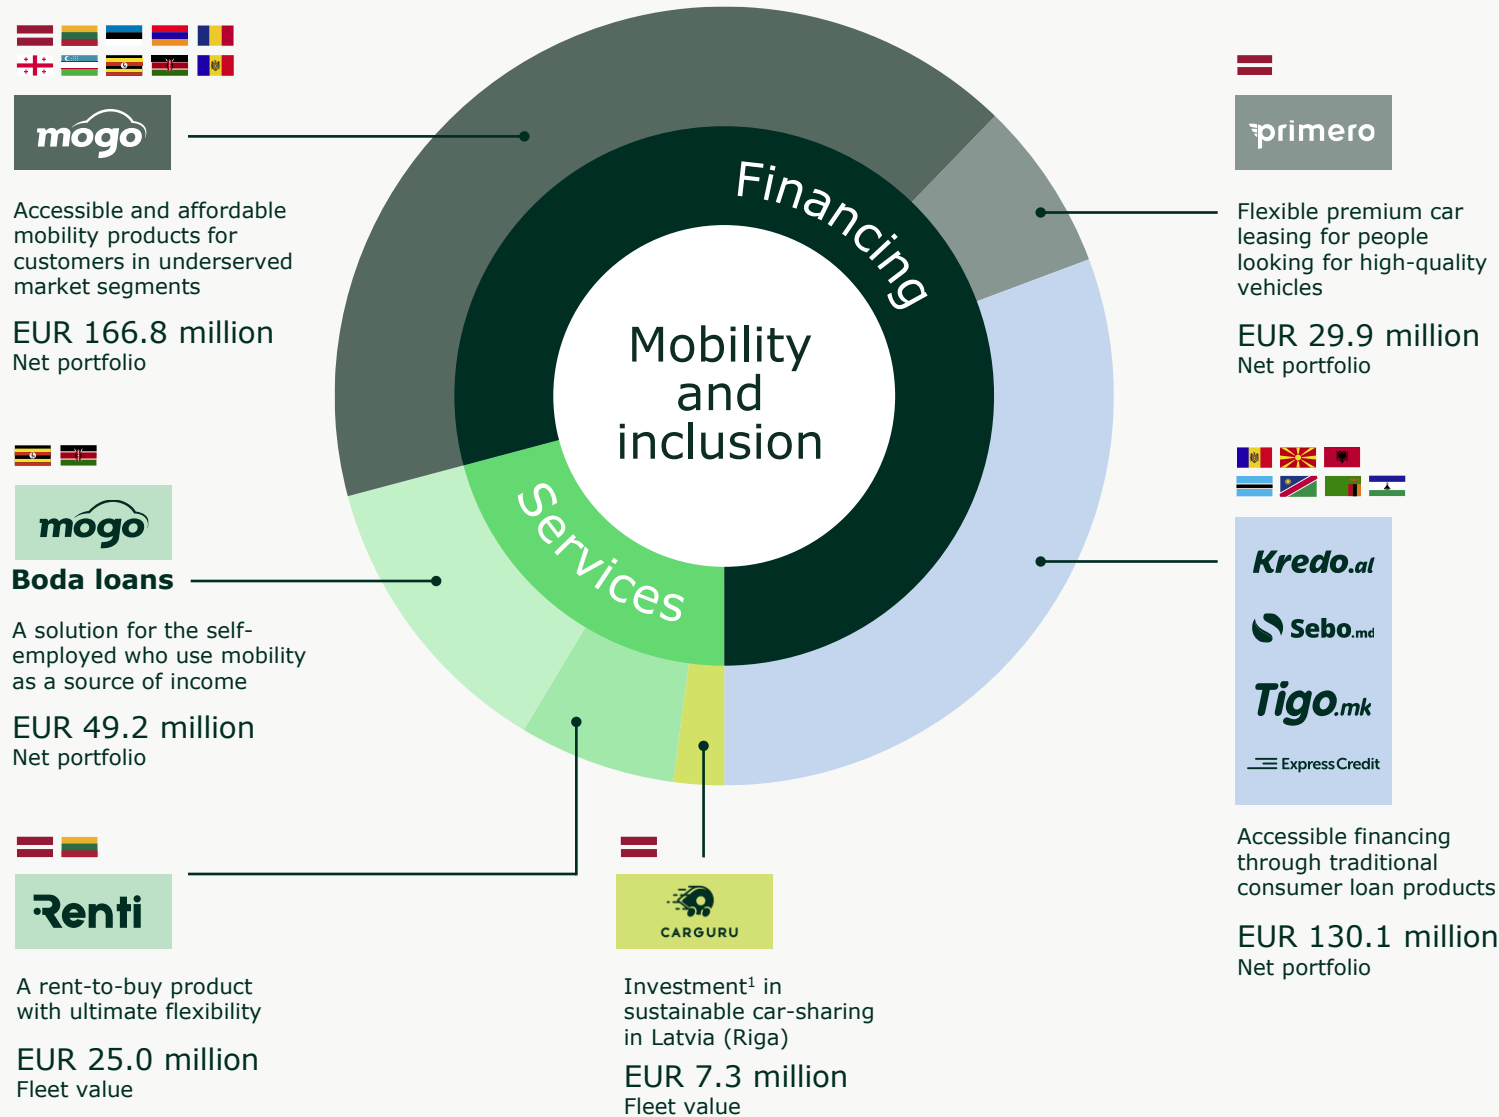 mogo
Accessible and affordable
mobility products for
customers in underserved
market segments
EUR 166.8 million
Net portfolio
mogo
Boda loans
A solution for the self-
employed who use mobility
as a source of income
EUR 49.2 million
Net portfolio
Renti
A rent-to-buy product
with ultimate flexibility
EUR 25.0 million
Fleet value
Financing
Mobility
and
inclusion
Services
CARGURU
Investment¹ in
sustainable car-sharing
in Latvia (Riga)
EUR 7.3 million
Fleet value
primero
Flexible premium car
leasing for people
looking for high-quality
vehicles
EUR 29.9 million
Net portfolio
Kredo.al
Sebo.md
Tigo.mk
ExpressCredit
Accessible financing
through traditional
consumer loan products
EUR 130.1 million
Net portfolio